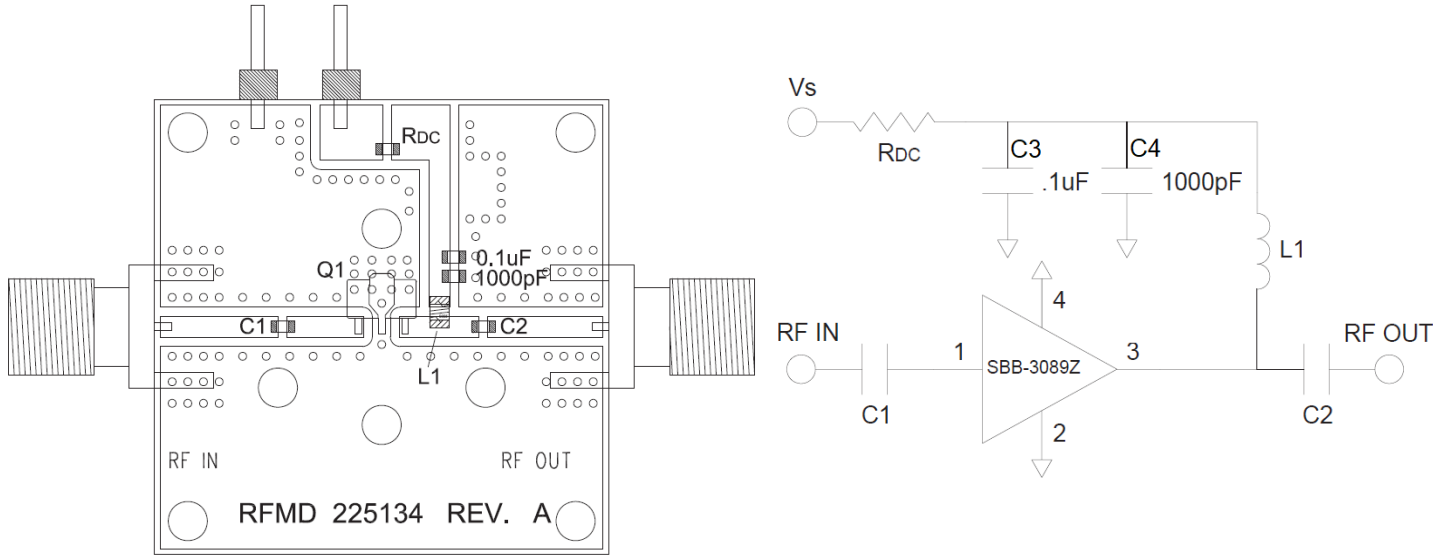 RDC
0.1uF
1000pF
Q1
C1
C2
L1
RF IN
RF OUT
RFMD 225134 REV. A
Vs
RDC
C3
.1uF
C4
1000pF
L1
4
RF IN
1
SBB-3089Z
3
RF OUT
C1
2
C2